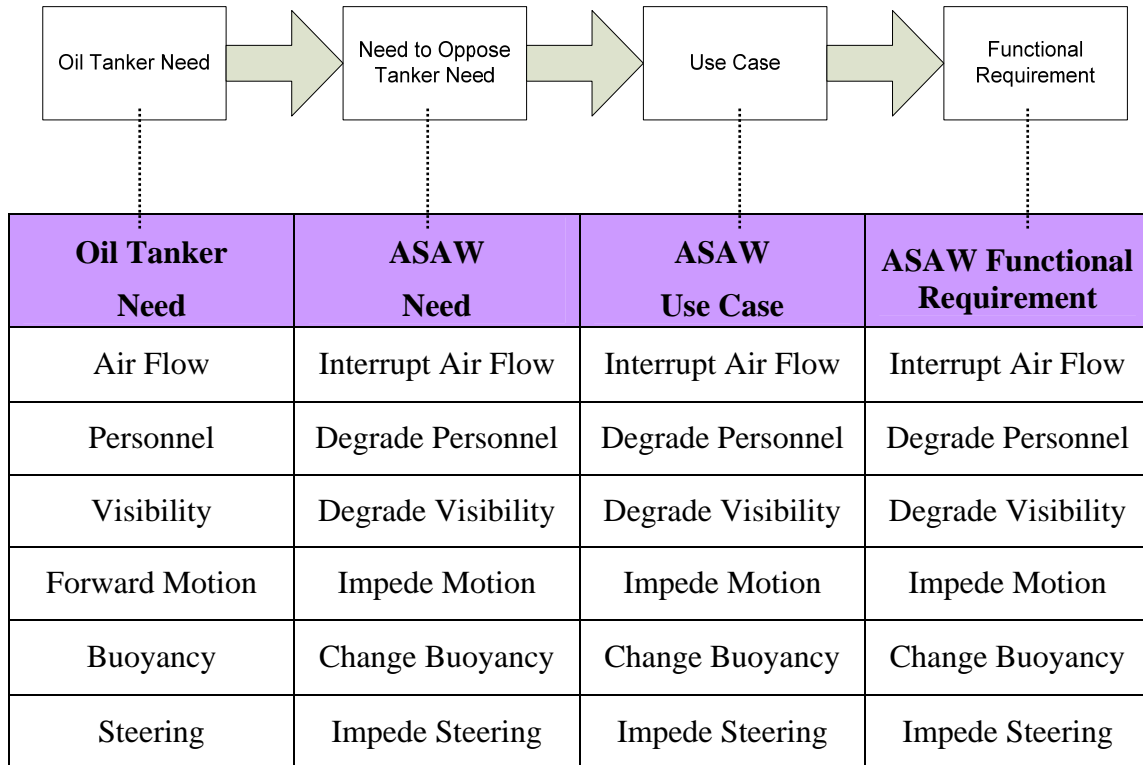 Oil Tanker Need
Need to Oppose
Tanker Need
Use Case
Functional
Requirement
Oil Tanker
Need
ASAW
Need
ASAW
Use Case
ASAW Functional
Requirement
Air Flow
Interrupt Air Flow
Interrupt Air Flow
Interrupt Air Flow
Personnel
Degrade Personnel
Degrade Personnel
Degrade Personnel
Visibility
Degrade Visibility
Degrade Visibility
Degrade Visibility
Forward Motion
Impede Motion
Impede Motion
Impede Motion
Buoyancy
Change Buoyancy
Change Buoyancy
Change Buoyancy
Steering
Impede Steering
Impede Steering
Impede Steering